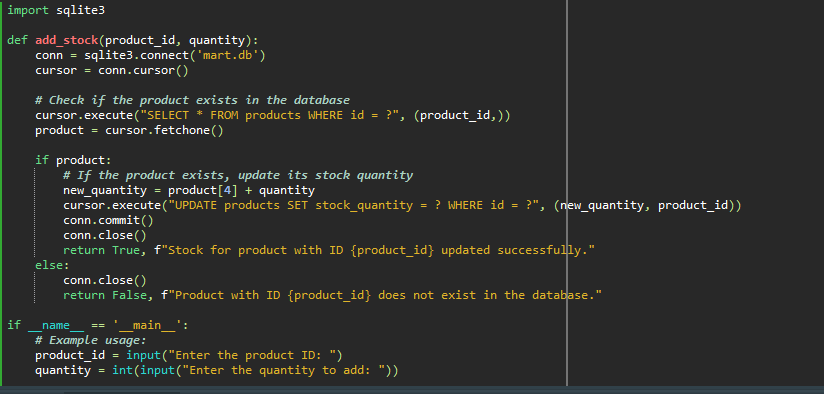 import sqlite3
def add_stock(product_id, quantity):
    conn = sqlite3.connect('mart.db')
    cursor = conn.cursor()
    # Check if the product exists in the database
    cursor.execute("SELECT * FROM products WHERE id = ?", (product_id,))
    product = cursor.fetchone()
    if product:
        # If the product exists, update its stock quantity
        new_quantity = product[4] + quantity
        cursor.execute("UPDATE products SET stock_quantity = ? WHERE id = ?", (new_quantity, product_id))
        conn.commit()
        conn.close()
        return True, f"Stock for product with ID {product_id} updated successfully."
    else:
        conn.close()
        return False, f"Product with ID {product_id} does not exist in the database."
if __name__ == '__main__':
    # Example usage:
    product_id = input("Enter the product ID: ")
    quantity = int(input("Enter the quantity to add: "))